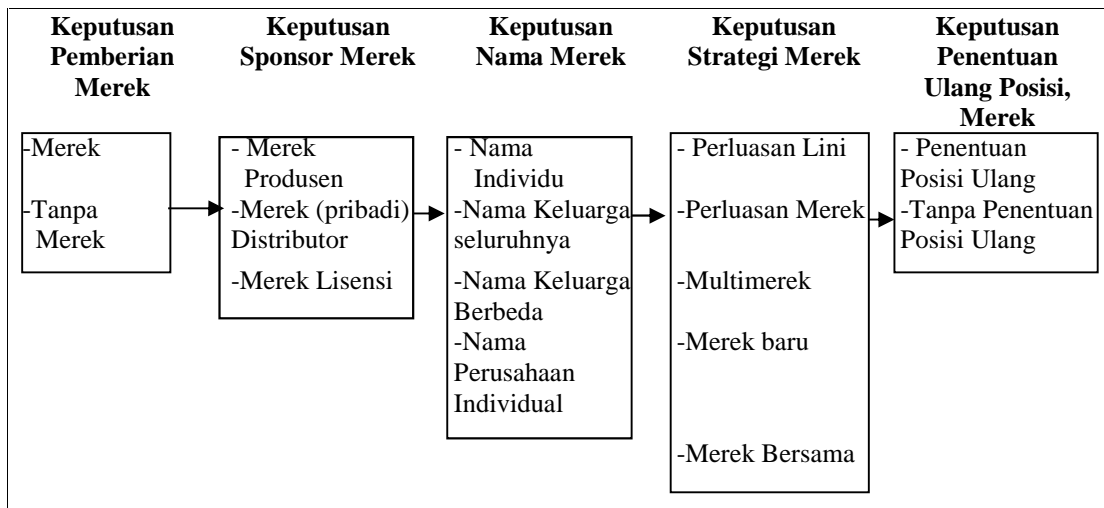 Keputusan
Pemberian
Merek
Keputusan
Sponsor Merek
Keputusan
Nama Merek
Keputusan
Strategi Merek
Keputusan
Penentuan
Ulang Posisi,
Merek
-Merek
-Tanpa
Merek
- Merek
Produsen
-Merek (pribadi)
Distributor
-Merek Lisensi
- Nama
Individu
-Nama Keluarga
seluruhnya
-Nama Keluarga
Berbeda
-Nama
Perusahaan
Individual
- Perluasan Lini
-Perluasan Merek
-Multimerek
-Merek baru
-Merek Bersama
- Penentuan
Posisi Ulang
-Tanpa Penentuan
Posisi Ulang